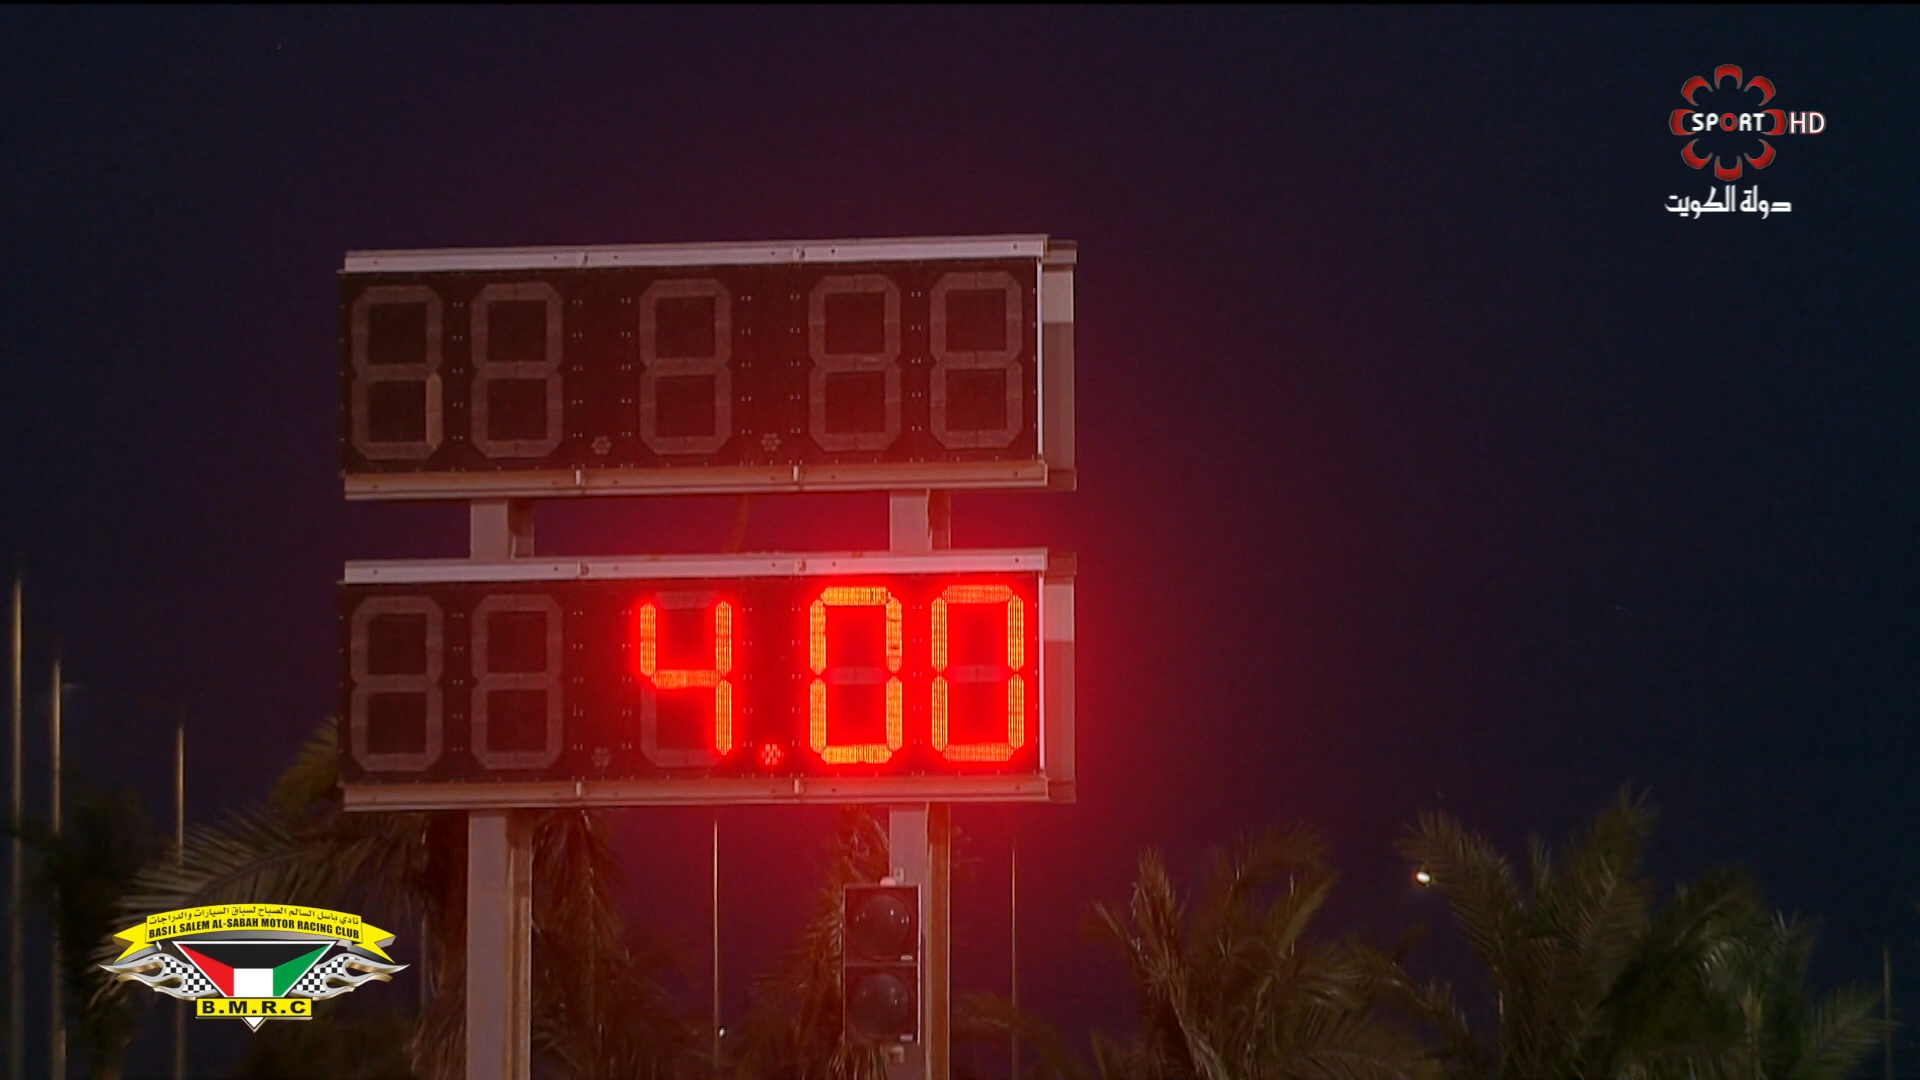 SPORT HD
دولة الكويت
4.00
نادي باسل السالم الصباح لسباق السيارات والدراجات
BASIL SALEM AL-SABAH MOTOR RACING CLUB
B.M.R.C